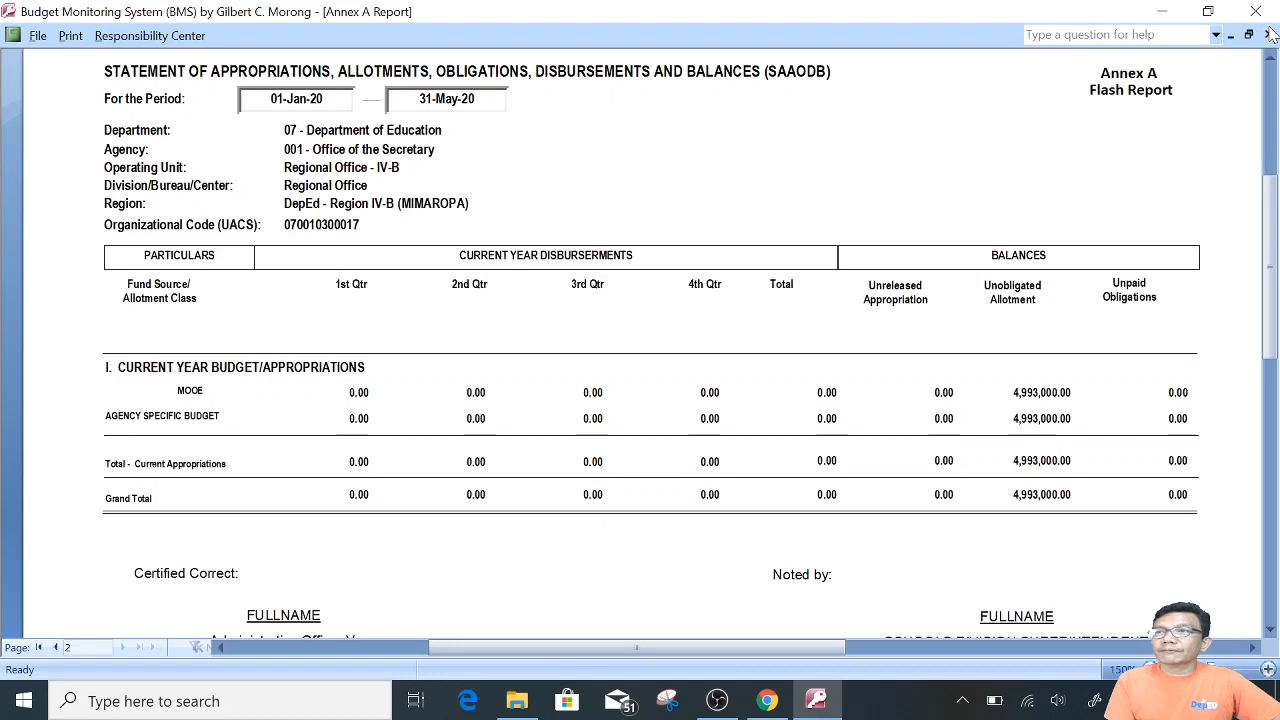 Budget Monitoring System (BMS) by Gilbert C. Morong - [Annex A Report]
File Print Responsibility Center Type a question for help
STATEMENT OF APPROPRIATIONS, ALLOTMENTS, OBLIGATIONS, DISBURSEMENTS AND BALANCES (SAAODB)
Annex A
Flash Report
For the Period: 01-Jan-20 31-May-20
Department: 07 - Department of Education
Agency: 001 - Office of the Secretary
Operating Unit: Regional Office - IV-B
Division/Bureau/Center: Regional Office
Region: DepEd - Region IV-B (MIMAROPA)
Organizational Code (UACS): 070010300017
PARTICULARS CURRENT YEAR DISBURSERMENTS BALANCES
Fund Source/ 1st Qtr 2nd Qtr 3rd Qtr 4th Qtr Total Unreleased Unobligated Unpaid
Allotment Class Appropriation Allotment Obligations
I. CURRENT YEAR BUDGET/APPROPRIATIONS
MOOE 0.00 0.00 0.00 0.00 0.00 0.00 4,993,000.00 0.00
AGENCY SPECIFIC BUDGET 0.00 0.00 0.00 0.00 0.00 0.00 4,993,000.00 0.00
Total - Current Appropriations 0.00 0.00 0.00 0.00 0.00 0.00 4,993,000.00 0.00
Grand Total 0.00 0.00 0.00 0.00 0.00 0.00 4,993,000.00 0.00
Certified Correct: Noted by:
FULLNAME FULLNAME
Administrative Officer V SCHOOLS DIVISION SUPERINTENDENT
Page: 2
Ready 150%
Type here to search 51
DepED